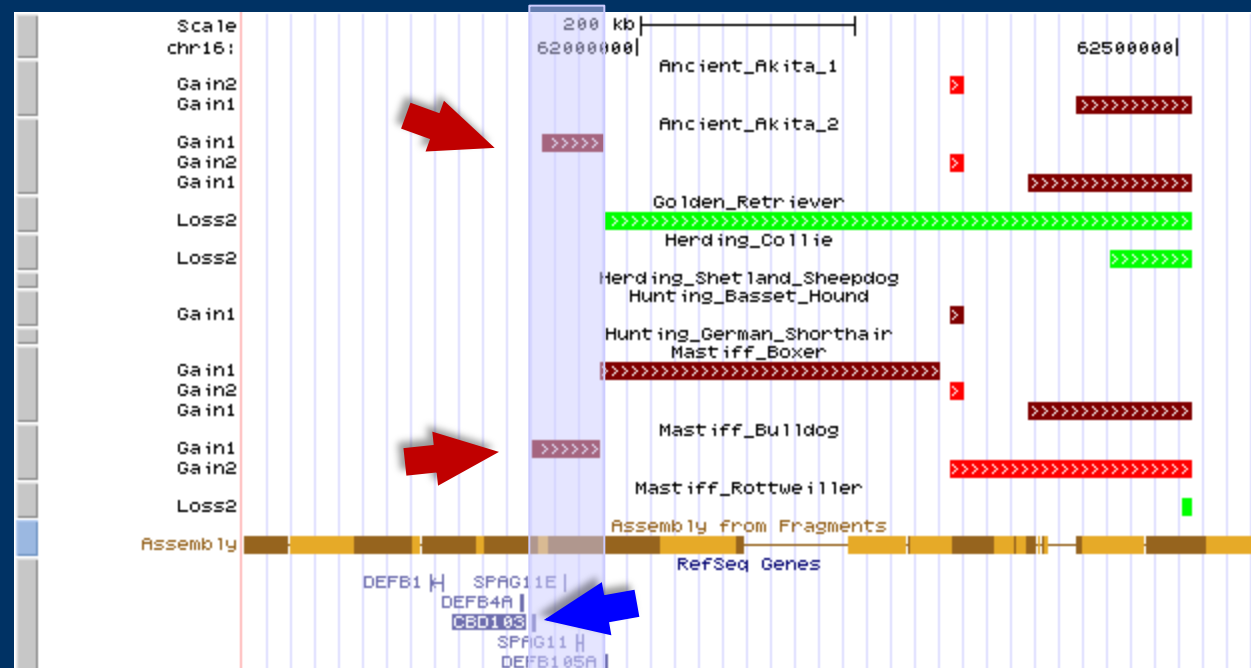 Scale 200 kb
chr16: 62000000 62500000
Ancient_Akita_1
Gain2
Gain1
Ancient_Akita_2
Gain1
Gain2
Gain1
Golden_Retriever
Loss2
Herding_Collie
Loss2
Herding_Shetland_Sheepdog
Hunting_Basset_Hound
Gain1
Hunting_German_Shorthair
Mastiff_Boxer
Gain1
Gain2
Gain1
Mastiff_Bulldog
Gain1
Gain2
Mastiff_Rottweiller
Loss2
Assembly from Fragments
Assembly
RefSeq Genes
DEFB1 SPAG11E
DEFB4A
CBD103
SPAG11
DEFB105A